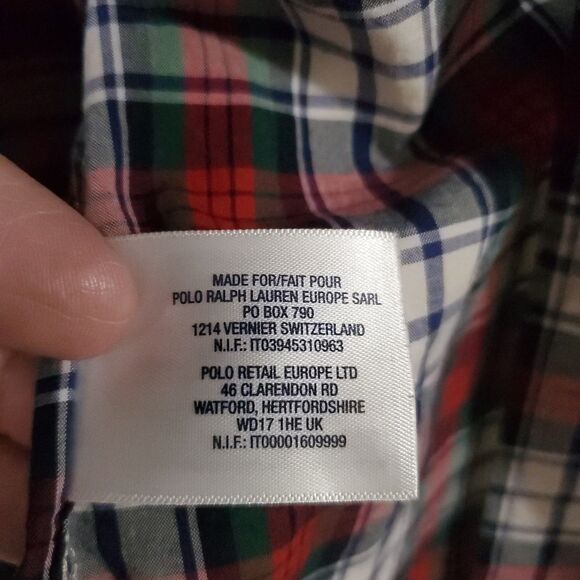 MADE FOR/FAIT POUR
POLO RALPH LAUREN EUROPE SARL
PO BOX 790
1214 VERNIER SWITZERLAND
N.I.F.: IT03945310963
POLO RETAIL EUROPE LTD
46 CLARENDON RD
WATFORD, HERTFORDSHIRE
WD17 1HE UK
N.I.F.: IT00001609999